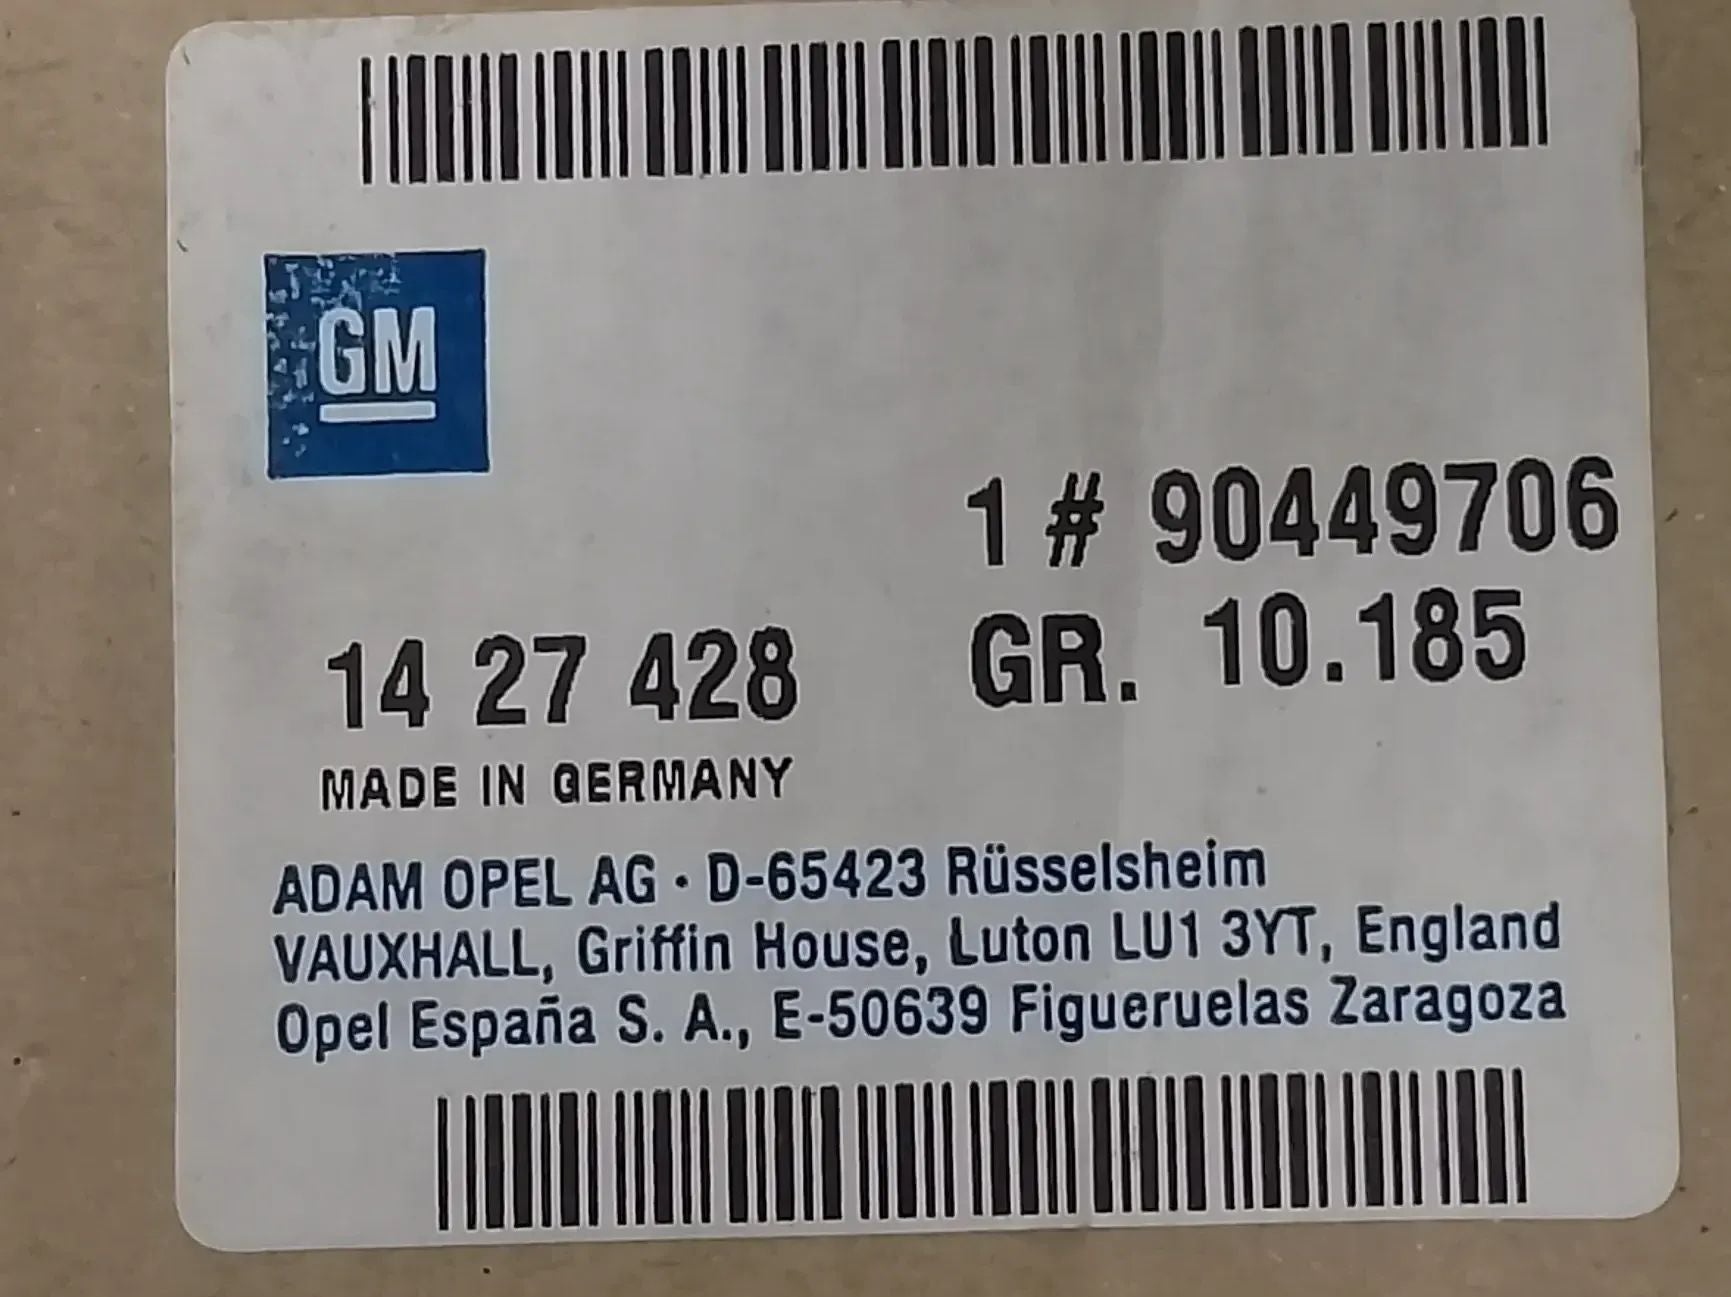 GM
1 # 90449706
14 27 428 GR. 10.185
MADE IN GERMANY
ADAM OPEL AG · D-65423 Rüsselsheim
VAUXHALL, Griffin House, Luton LU1 3YT, England
Opel España S. A., E-50639 Figueruelas Zaragoza